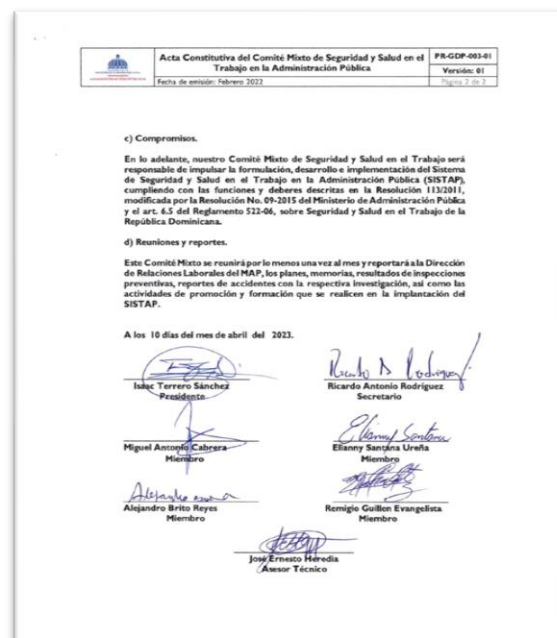 Acta Constitutiva del Comité Mixto de Seguridad y Salud en el
Trabajo en la Administración Pública
PR-GDP-003-01
Versión: 01
Fecha de emisión: Febrero 2022
Página 2 de 2
c) Compromisos.
En lo adelante, nuestro Comité Mixto de Seguridad y Salud en el Trabajo será
responsable de impulsar la formulación, desarrollo e implementación del Sistema
de Seguridad y Salud en el Trabajo en la Administración Pública (SISTAP),
cumpliendo con las funciones y deberes descritas en la Resolución 113/2011,
modificada por la Resolución No. 09-2015 del Ministerio de Administración Pública
y el art. 6.5 del Reglamento 522-06, sobre Seguridad y Salud en el Trabajo de la
República Dominicana.
d) Reuniones y reportes.
Este Comité Mixto se reunirá por lo menos una vez al mes y reportará a la Dirección
de Relaciones Laborales del MAP, los planes, memorias, resultados de inspecciones
preventivas, reportes de accidentes con la respectiva investigación, así como las
actividades de promoción y formación que se realicen en la implantación del
SISTAP.
A los 10 días del mes de abril del 2023.
Ricardo A Rodriguez
Isaac Terrero Sánchez
Presidente
Ricardo Antonio Rodríguez
Secretario
Elianny Santana
Miguel Antonio Cabrera
Miembro
Elianny Santana Ureña
Miembro
Alejandro
Alejandro Brito Reyes
Miembro
Remigio Guillen Evangelista
Miembro
José Ernesto Heredia
Asesor Técnico